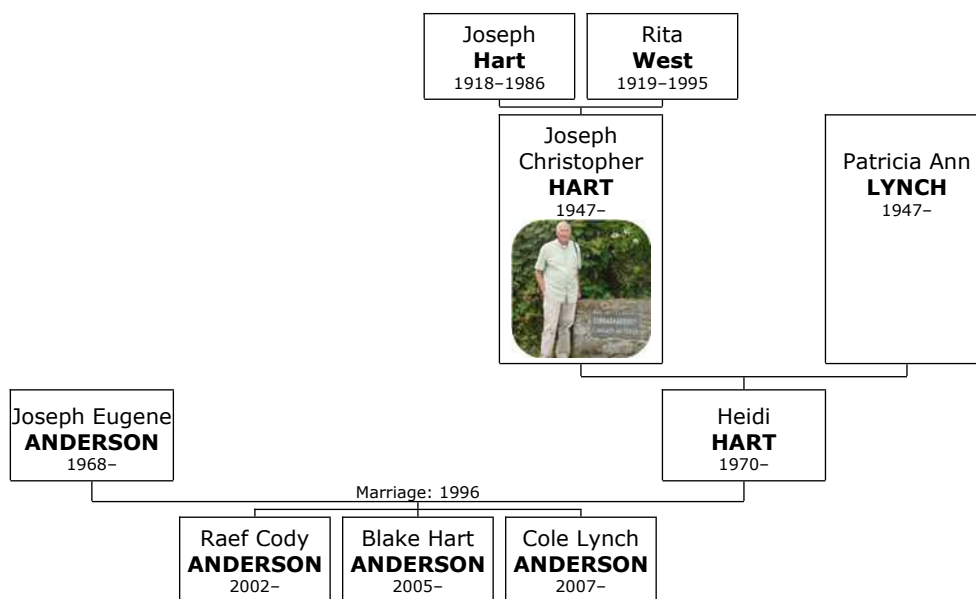 Joseph
Hart
1918–1986
Rita
West
1919–1995
Joseph
Christopher
HART
1947–
Patricia Ann
LYNCH
1947–
Joseph Eugene
ANDERSON
1968–
Heidi
HART
1970–
Marriage: 1996
Raef Cody
ANDERSON
2002–
Blake Hart
ANDERSON
2005–
Cole Lynch
ANDERSON
2007–